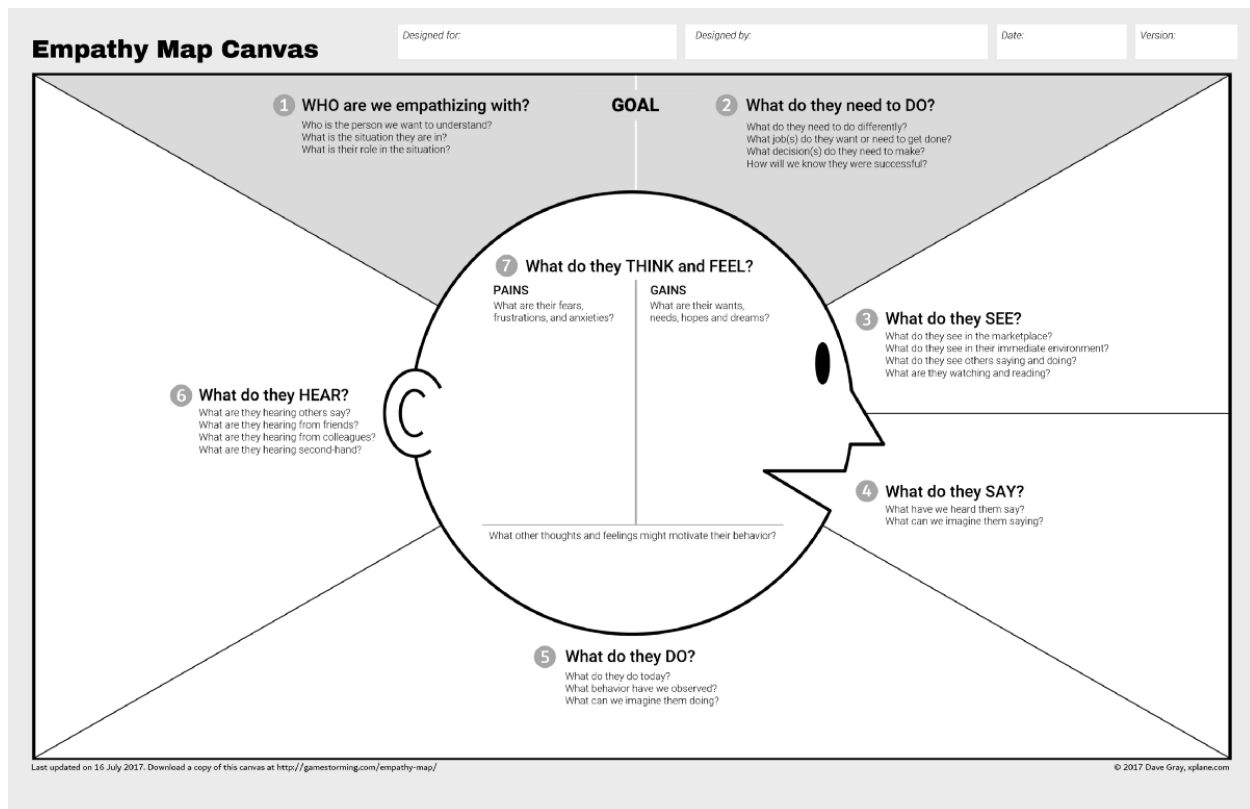 Empathy Map Canvas
Designed for:
Designed by:
Date:
Version:
1 WHO are we empathizing with?
Who is the person we want to understand?
What is the situation they are in?
What is their role in the situation?
GOAL
2 What do they need to DO?
What do they need to do differently?
What job(s) do they want or need to get done?
What decision(s) do they need to make?
How will we know they were successful?
3 What do they SEE?
What do they see in the marketplace?
What do they see in their immediate environment?
What do they see others saying and doing?
What are they watching and reading?
4 What do they SAY?
What have we heard them say?
What can we imagine them saying?
5 What do they DO?
What do they do today?
What behavior have we observed?
What can we imagine them doing?
6 What do they HEAR?
What are they hearing others say?
What are they hearing from friends?
What are they hearing from colleagues?
What are they hearing second-hand?
7 What do they THINK and FEEL?
PAINS
What are their fears,
frustrations, and anxieties?
GAINS
What are their wants,
needs, hopes and dreams?
What other thoughts and feelings might motivate their behavior?
Last updated on 16 July 2017. Download a copy of this canvas at http://gamestorming.com/empathy-map/
© 2017 Dave Gray, xplane.com